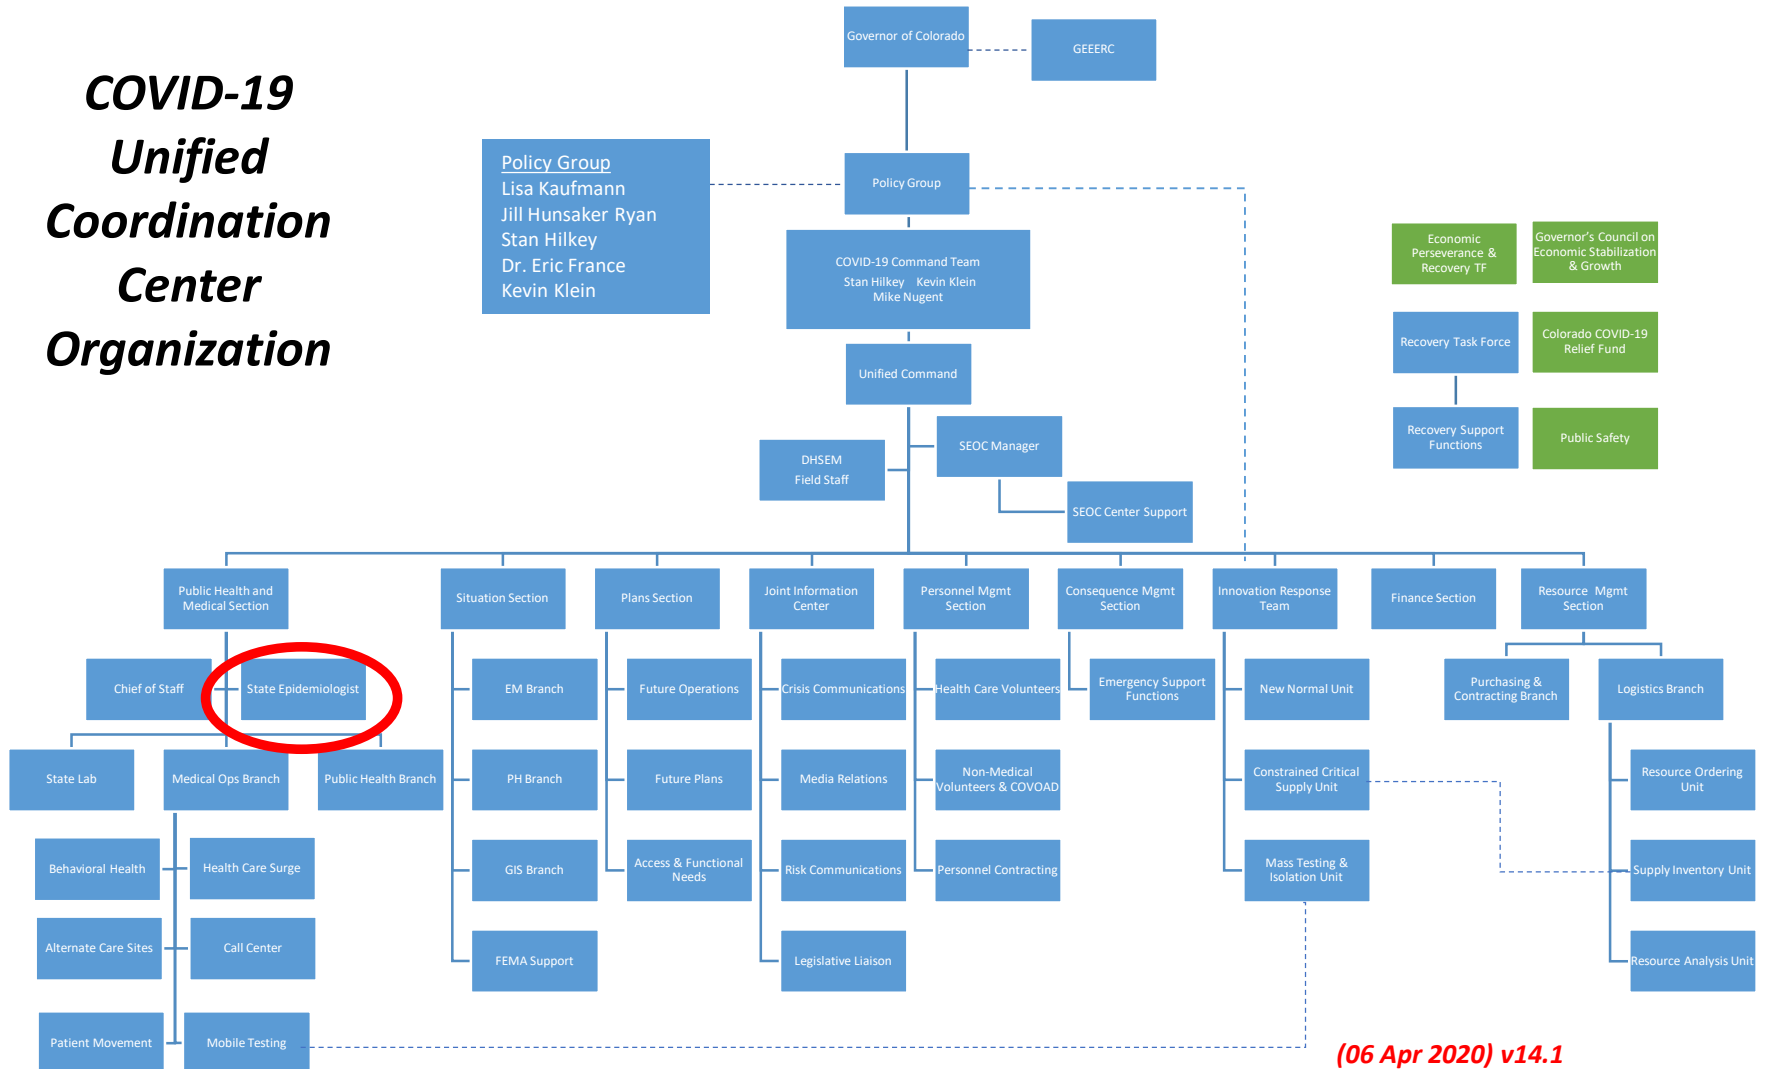 COVID-19
Unified
Coordination
Center
Organization
Governor of Colorado
GEEERC
Policy Group
Lisa Kaufmann
Jill Hunsaker Ryan
Stan Hilkey
Dr. Eric France
Kevin Klein
Policy Group
COVID-19 Command Team
Stan Hilkey Kevin Klein
Mike Nugent
Unified Command
DHSEM
Field Staff
SEOC Manager
SEOC Center Support
Economic
Perseverance &
Recovery TF
Governor's Council on
Economic Stabilization
& Growth
Recovery Task Force
Colorado COVID-19
Relief Fund
Recovery Support
Functions
Public Safety
Public Health and
Medical Section
Situation Section
Plans Section
Joint Information
Center
Personnel Mgmt
Section
Consequence Mgmt
Section
Innovation Response
Team
Finance Section
Resource Mgmt
Section
Chief of Staff
State Epidemiologist
EM Branch
Future Operations
Crisis Communications
Health Care Volunteers
Emergency Support
Functions
New Normal Unit
Purchasing &
Contracting Branch
Logistics Branch
State Lab
Medical Ops Branch
Public Health Branch
PH Branch
Future Plans
Media Relations
Non-Medical
Volunteers & COVOAD
Constrained Critical
Supply Unit
Resource Ordering
Unit
Behavioral Health
Health Care Surge
GIS Branch
Access & Functional
Needs
Risk Communications
Personnel Contracting
Mass Testing &
Isolation Unit
Supply Inventory Unit
Alternate Care Sites
Call Center
FEMA Support
Legislative Liaison
Resource Analysis Unit
Patient Movement
Mobile Testing
(06 Apr 2020) v14.1